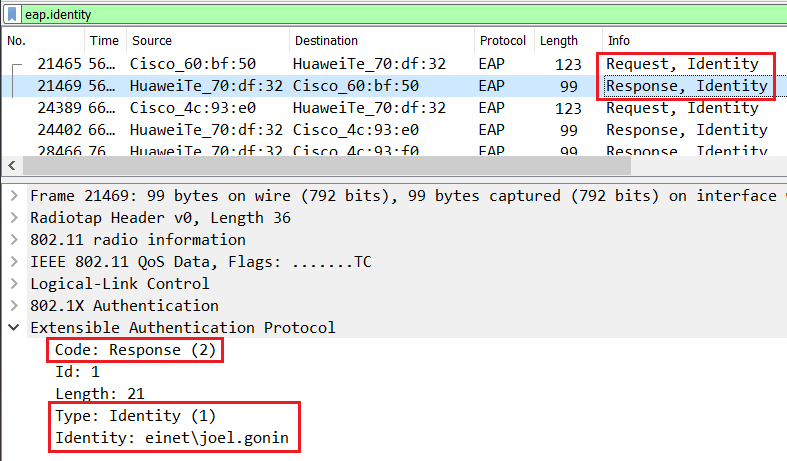 eap.identity
No. Time Source Destination Protocol Length Info
21465 56… Cisco_60:bf:50 HuaweiTe_70:df:32 EAP 123 Request, Identity
21469 56… HuaweiTe_70:df:32 Cisco_60:bf:50 EAP 99 Response, Identity
24389 66… Cisco_4c:93:e0 HuaweiTe_70:df:32 EAP 123 Request, Identity
24402 66… HuaweiTe_70:df:32 Cisco_4c:93:e0 EAP 99 Response, Identity
28466 76… HuaweiTe_70:df:32 Cisco_4c:93:f0 EAP 99 Response, Identity
Frame 21469: 99 bytes on wire (792 bits), 99 bytes captured (792 bits) on interface
Radiotap Header v0, Length 36
802.11 radio information
IEEE 802.11 QoS Data, Flags: .......TC
Logical-Link Control
802.1X Authentication
Extensible Authentication Protocol
Code: Response (2)
Id: 1
Length: 21
Type: Identity (1)
Identity: einet\joel.gonin